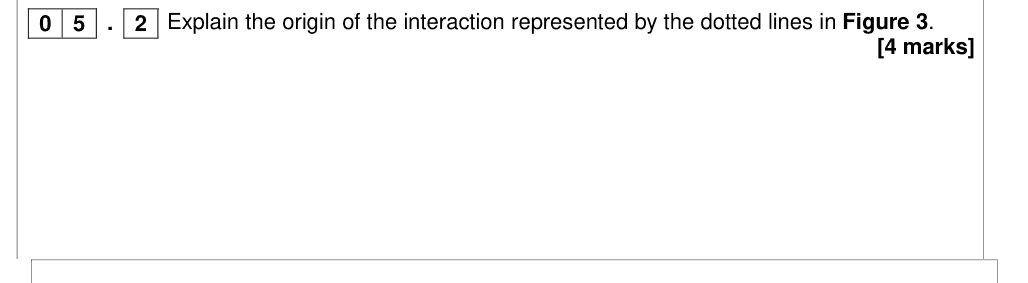 0 5 . 2 Explain the origin of the interaction represented by the dotted lines in Figure 3.
[4 marks]